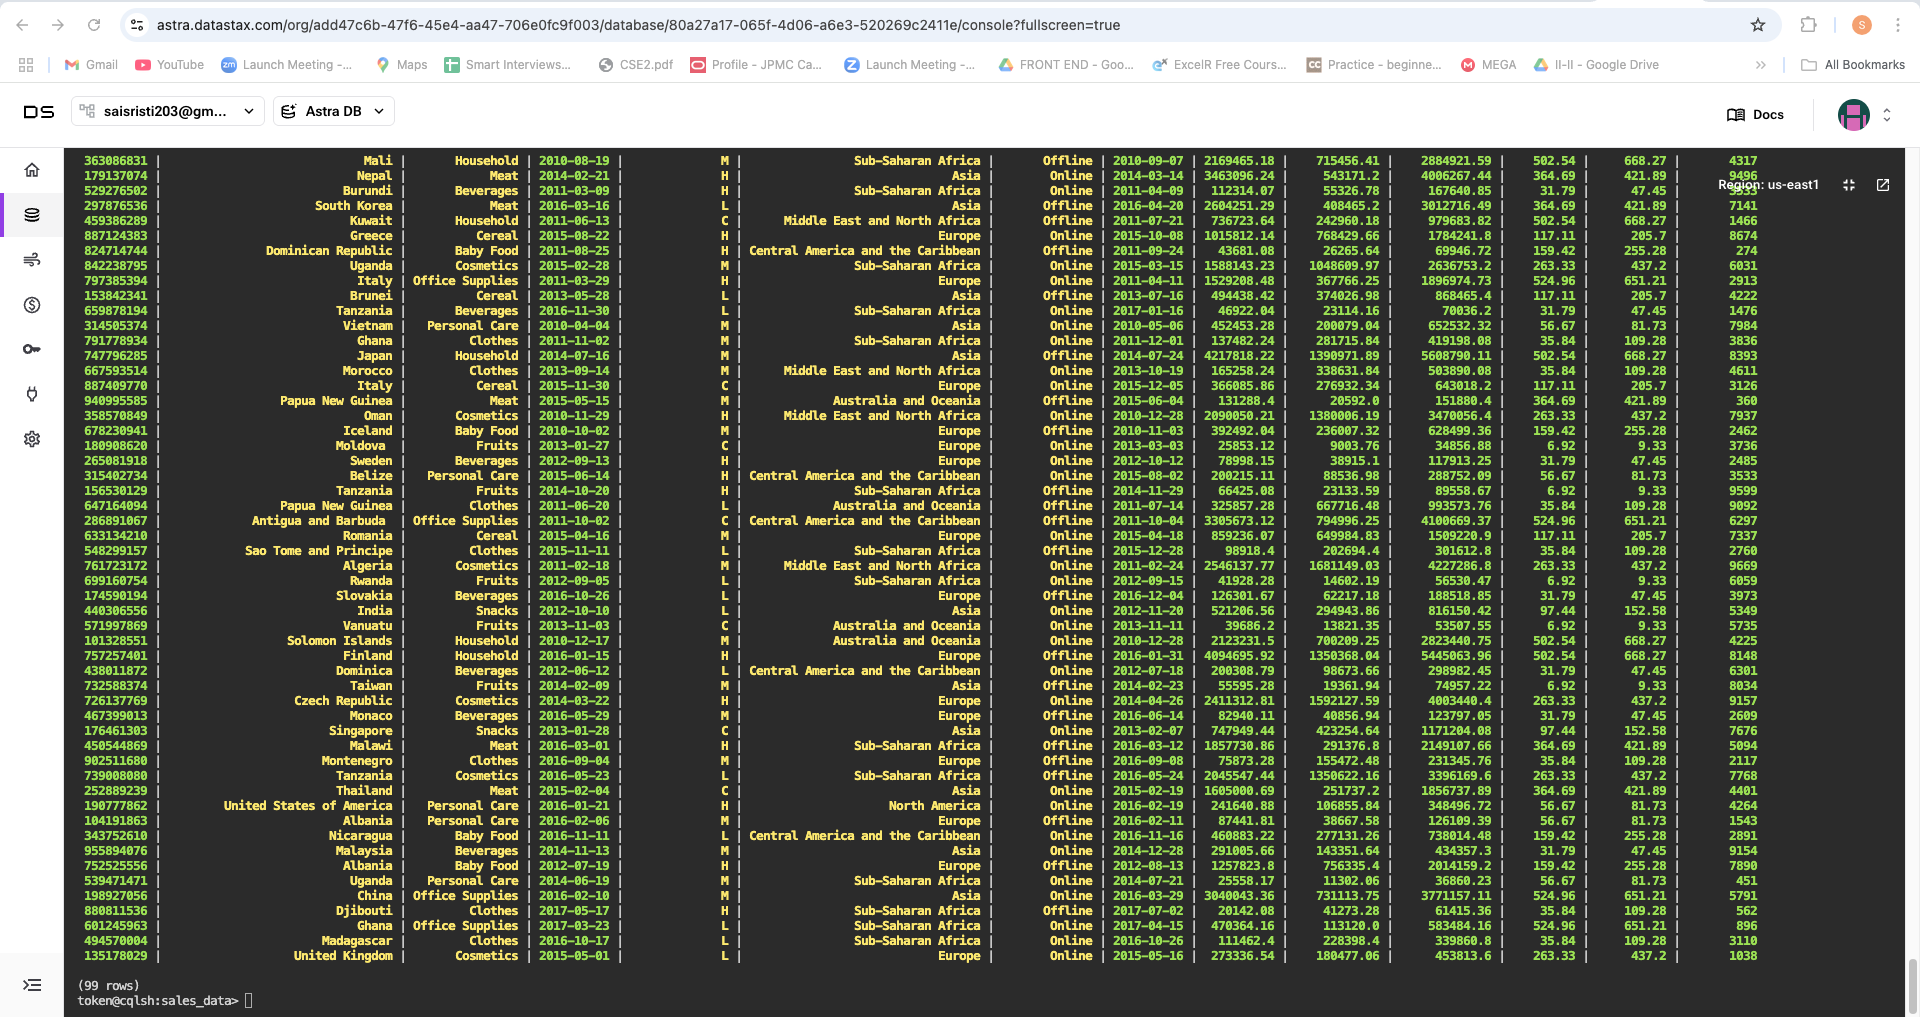 astra.datastax.com/org/add47c6b-47f6-45e4-aa47-706e0fc9f003/database/80a27a17-065f-4d06-a6e3-520269c2411e/console?fullscreen=true
S
Gmail YouTube Launch Meeting -... Maps Smart Interviews... CSE2.pdf Profile - JPMC Ca... Launch Meeting -... FRONT END - Goo... ExcelR Free Cours... Practice - beginne... MEGA II-II - Google Drive » All Bookmarks
DS saisristi203@gm... Astra DB Docs
Region: us-east1
363086831 | Mali | Household | 2010-08-19 | M | Sub-Saharan Africa | Offline | 2010-09-07 | 2169465.18 | 715456.41 | 2884921.59 | 502.54 | 668.27 | 4317
179137074 | Nepal | Meat | 2014-02-21 | H | Asia | Online | 2014-03-14 | 3463096.24 | 543171.2 | 4006267.44 | 364.69 | 421.89 | 9496
529276502 | Burundi | Beverages | 2011-03-09 | H | Sub-Saharan Africa | Online | 2011-04-09 | 112314.07 | 55326.78 | 167640.85 | 31.79 | 47.45 |
297876536 | South Korea | Meat | 2016-03-16 | L | Asia | Offline | 2016-04-20 | 2604251.29 | 408465.2 | 3012716.49 | 364.69 | 421.89 | 7141
459386289 | Kuwait | Household | 2011-06-13 | C | Middle East and North Africa | Offline | 2011-07-21 | 736723.64 | 242960.18 | 979683.82 | 502.54 | 668.27 | 1466
887124383 | Greece | Cereal | 2015-08-22 | H | Europe | Online | 2015-10-08 | 1015812.14 | 768429.66 | 1784241.8 | 117.11 | 205.7 | 8674
824714744 | Dominican Republic | Baby Food | 2011-08-25 | H | Central America and the Caribbean | Offline | 2011-09-24 | 43681.08 | 26265.64 | 69946.72 | 159.42 | 255.28 | 274
842238795 | Uganda | Cosmetics | 2015-02-28 | M | Sub-Saharan Africa | Online | 2015-03-15 | 1588143.23 | 1048609.97 | 2636753.2 | 263.33 | 437.2 | 6031
797385394 | Italy | Office Supplies | 2011-03-29 | H | Europe | Online | 2011-04-11 | 1529208.48 | 367766.25 | 1896974.73 | 524.96 | 651.21 | 2913
153842341 | Brunei | Cereal | 2013-05-28 | L | Asia | Offline | 2013-07-16 | 494438.42 | 374026.98 | 868465.4 | 117.11 | 205.7 | 4222
659878194 | Tanzania | Beverages | 2016-11-30 | L | Sub-Saharan Africa | Online | 2017-01-16 | 46922.04 | 23114.16 | 70036.2 | 31.79 | 47.45 | 1476
314505374 | Vietnam | Personal Care | 2010-04-04 | M | Asia | Online | 2010-05-06 | 452453.28 | 200079.04 | 652532.32 | 56.67 | 81.73 | 7984
791778934 | Ghana | Clothes | 2011-11-02 | M | Sub-Saharan Africa | Online | 2011-12-01 | 137482.24 | 281715.84 | 419198.08 | 35.84 | 109.28 | 3836
747796285 | Japan | Household | 2014-07-16 | M | Asia | Offline | 2014-07-24 | 4217818.22 | 1390971.89 | 5608790.11 | 502.54 | 668.27 | 8393
667593514 | Morocco | Clothes | 2013-09-14 | M | Middle East and North Africa | Online | 2013-10-19 | 165258.24 | 338631.84 | 503890.08 | 35.84 | 109.28 | 4611
887409770 | Italy | Cereal | 2015-11-30 | C | Europe | Online | 2015-12-05 | 366085.86 | 276932.34 | 643018.2 | 117.11 | 205.7 | 3126
940995585 | Papua New Guinea | Meat | 2015-05-15 | M | Australia and Oceania | Offline | 2015-06-04 | 131288.4 | 20592.0 | 151880.4 | 364.69 | 421.89 | 360
358570849 | Oman | Cosmetics | 2010-11-29 | H | Middle East and North Africa | Online | 2010-12-28 | 2090050.21 | 1380006.19 | 3470056.4 | 263.33 | 437.2 | 7937
678230941 | Iceland | Baby Food | 2010-10-02 | M | Europe | Offline | 2010-11-03 | 392492.04 | 236007.32 | 628499.36 | 159.42 | 255.28 | 2462
180908620 | Moldova | Fruits | 2013-01-27 | C | Europe | Online | 2013-03-03 | 25853.12 | 9003.76 | 34856.88 | 6.92 | 9.33 | 3736
265081918 | Sweden | Beverages | 2012-09-13 | H | Europe | Online | 2012-10-12 | 78998.15 | 38915.1 | 117913.25 | 31.79 | 47.45 | 2485
315402734 | Belize | Personal Care | 2015-06-14 | H | Central America and the Caribbean | Online | 2015-08-02 | 200215.11 | 88536.98 | 288752.09 | 56.67 | 81.73 | 3533
156530129 | Tanzania | Fruits | 2014-10-20 | H | Sub-Saharan Africa | Offline | 2014-11-29 | 66425.08 | 23133.59 | 89558.67 | 6.92 | 9.33 | 9599
647164094 | Papua New Guinea | Clothes | 2011-06-20 | L | Australia and Oceania | Offline | 2011-07-14 | 325857.28 | 667716.48 | 993573.76 | 35.84 | 109.28 | 9092
286891067 | Antigua and Barbuda | Office Supplies | 2011-10-02 | C | Central America and the Caribbean | Offline | 2011-10-04 | 3305673.12 | 794996.25 | 4100669.37 | 524.96 | 651.21 | 6297
633134210 | Romania | Cereal | 2015-04-16 | M | Europe | Online | 2015-04-18 | 859236.07 | 649984.83 | 1509220.9 | 117.11 | 205.7 | 7337
548299157 | Sao Tome and Principe | Clothes | 2015-11-11 | L | Sub-Saharan Africa | Offline | 2015-12-28 | 98918.4 | 202694.4 | 301612.8 | 35.84 | 109.28 | 2760
761723172 | Algeria | Cosmetics | 2011-02-18 | M | Middle East and North Africa | Online | 2011-02-24 | 2546137.77 | 1681149.03 | 4227286.8 | 263.33 | 437.2 | 9669
699160754 | Rwanda | Fruits | 2012-09-05 | L | Sub-Saharan Africa | Online | 2012-09-15 | 41928.28 | 14602.19 | 56530.47 | 6.92 | 9.33 | 6059
174590194 | Slovakia | Beverages | 2016-10-26 | L | Europe | Online | 2016-12-04 | 126301.67 | 62217.18 | 188518.85 | 31.79 | 47.45 | 3973
440306556 | India | Snacks | 2012-10-10 | L | Asia | Online | 2012-11-20 | 521206.56 | 294943.86 | 816150.42 | 97.44 | 152.58 | 5349
571997869 | Vanuatu | Fruits | 2013-11-03 | C | Australia and Oceania | Online | 2013-11-11 | 39686.2 | 13821.35 | 53507.55 | 6.92 | 9.33 | 5735
101328551 | Solomon Islands | Household | 2010-12-17 | M | Australia and Oceania | Online | 2010-12-28 | 2123231.5 | 700209.25 | 2823440.75 | 502.54 | 668.27 | 4225
757257401 | Finland | Household | 2016-01-15 | H | Europe | Offline | 2016-01-31 | 4094695.92 | 1350368.04 | 5445063.96 | 502.54 | 668.27 | 8148
438011872 | Dominica | Beverages | 2012-06-12 | L | Central America and the Caribbean | Online | 2012-07-18 | 200308.79 | 98673.66 | 298982.45 | 31.79 | 47.45 | 6301
732588374 | Taiwan | Fruits | 2014-02-09 | M | Asia | Offline | 2014-02-23 | 55595.28 | 19361.94 | 74957.22 | 6.92 | 9.33 | 8034
726137769 | Czech Republic | Cosmetics | 2014-03-22 | H | Europe | Online | 2014-04-26 | 2411312.81 | 1592127.59 | 4003440.4 | 263.33 | 437.2 | 9157
467399013 | Monaco | Beverages | 2016-05-29 | M | Europe | Offline | 2016-06-14 | 82940.11 | 40856.94 | 123797.05 | 31.79 | 47.45 | 2609
176461303 | Singapore | Snacks | 2013-01-28 | C | Asia | Online | 2013-02-07 | 747949.44 | 423254.64 | 1171204.08 | 97.44 | 152.58 | 7676
450544869 | Malawi | Meat | 2016-03-01 | H | Sub-Saharan Africa | Offline | 2016-03-12 | 1857730.86 | 291376.8 | 2149107.66 | 364.69 | 421.89 | 5094
902511680 | Montenegro | Clothes | 2016-09-04 | M | Europe | Offline | 2016-09-08 | 75873.28 | 155472.48 | 231345.76 | 35.84 | 109.28 | 2117
739008080 | Tanzania | Cosmetics | 2016-05-23 | L | Sub-Saharan Africa | Offline | 2016-05-24 | 2045547.44 | 1350622.16 | 3396169.6 | 263.33 | 437.2 | 7768
252889239 | Thailand | Meat | 2015-02-04 | C | Asia | Online | 2015-02-19 | 1605000.69 | 251737.2 | 1856737.89 | 364.69 | 421.89 | 4401
190777862 | United States of America | Personal Care | 2016-01-21 | H | North America | Online | 2016-02-19 | 241640.88 | 106855.84 | 348496.72 | 56.67 | 81.73 | 4264
104191863 | Albania | Personal Care | 2016-02-06 | M | Europe | Offline | 2016-02-11 | 87441.81 | 38667.58 | 126109.39 | 56.67 | 81.73 | 1543
343752610 | Nicaragua | Baby Food | 2016-11-11 | L | Central America and the Caribbean | Online | 2016-11-16 | 460883.22 | 277131.26 | 738014.48 | 159.42 | 255.28 | 2891
955894076 | Malaysia | Beverages | 2014-11-13 | M | Asia | Online | 2014-12-28 | 291005.66 | 143351.64 | 434357.3 | 31.79 | 47.45 | 9154
752525556 | Albania | Baby Food | 2012-07-19 | H | Europe | Offline | 2012-08-13 | 1257823.8 | 756335.4 | 2014159.2 | 159.42 | 255.28 | 7890
539471471 | Uganda | Personal Care | 2014-06-19 | M | Sub-Saharan Africa | Online | 2014-07-21 | 25558.17 | 11302.06 | 36860.23 | 56.67 | 81.73 | 451
198927056 | China | Office Supplies | 2016-02-10 | M | Asia | Online | 2016-03-29 | 3040043.36 | 731113.75 | 3771157.11 | 524.96 | 651.21 | 5791
880811536 | Djibouti | Clothes | 2017-05-17 | H | Sub-Saharan Africa | Offline | 2017-07-02 | 20142.08 | 41273.28 | 61415.36 | 35.84 | 109.28 | 562
601245963 | Ghana | Office Supplies | 2017-03-23 | L | Sub-Saharan Africa | Online | 2017-04-15 | 470364.16 | 113120.0 | 583484.16 | 524.96 | 651.21 | 896
494570004 | Madagascar | Clothes | 2016-10-17 | L | Sub-Saharan Africa | Online | 2016-10-26 | 111462.4 | 228398.4 | 339860.8 | 35.84 | 109.28 | 3110
135178029 | United Kingdom | Cosmetics | 2015-05-01 | L | Europe | Online | 2015-05-16 | 273336.54 | 180477.06 | 453813.6 | 263.33 | 437.2 | 1038
(99 rows)
token@cqlsh:sales_data>